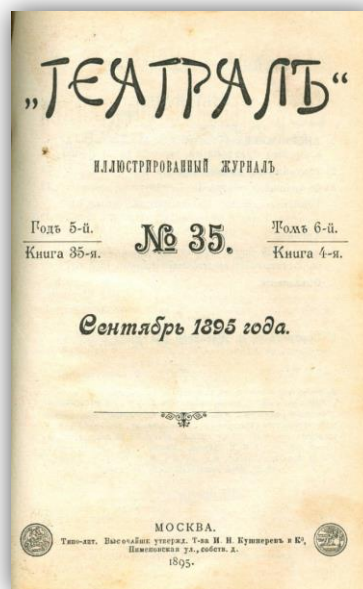 „ТЕАТРАЛЪ“
ИЛЛЮСТРИРОВАННЫЙ ЖУРНАЛЪ
Годъ 5-й.
Книга 35-я.
№ 35.
Томъ 6-й.
Книга 4-я.
Сентябрь 1895 года.
МОСКВА.
Типо-лит. Высочайше утвержд. Т-ва И. Н. Кушнеревъ и Кº,
Пименовская ул., собств. д.
1895.